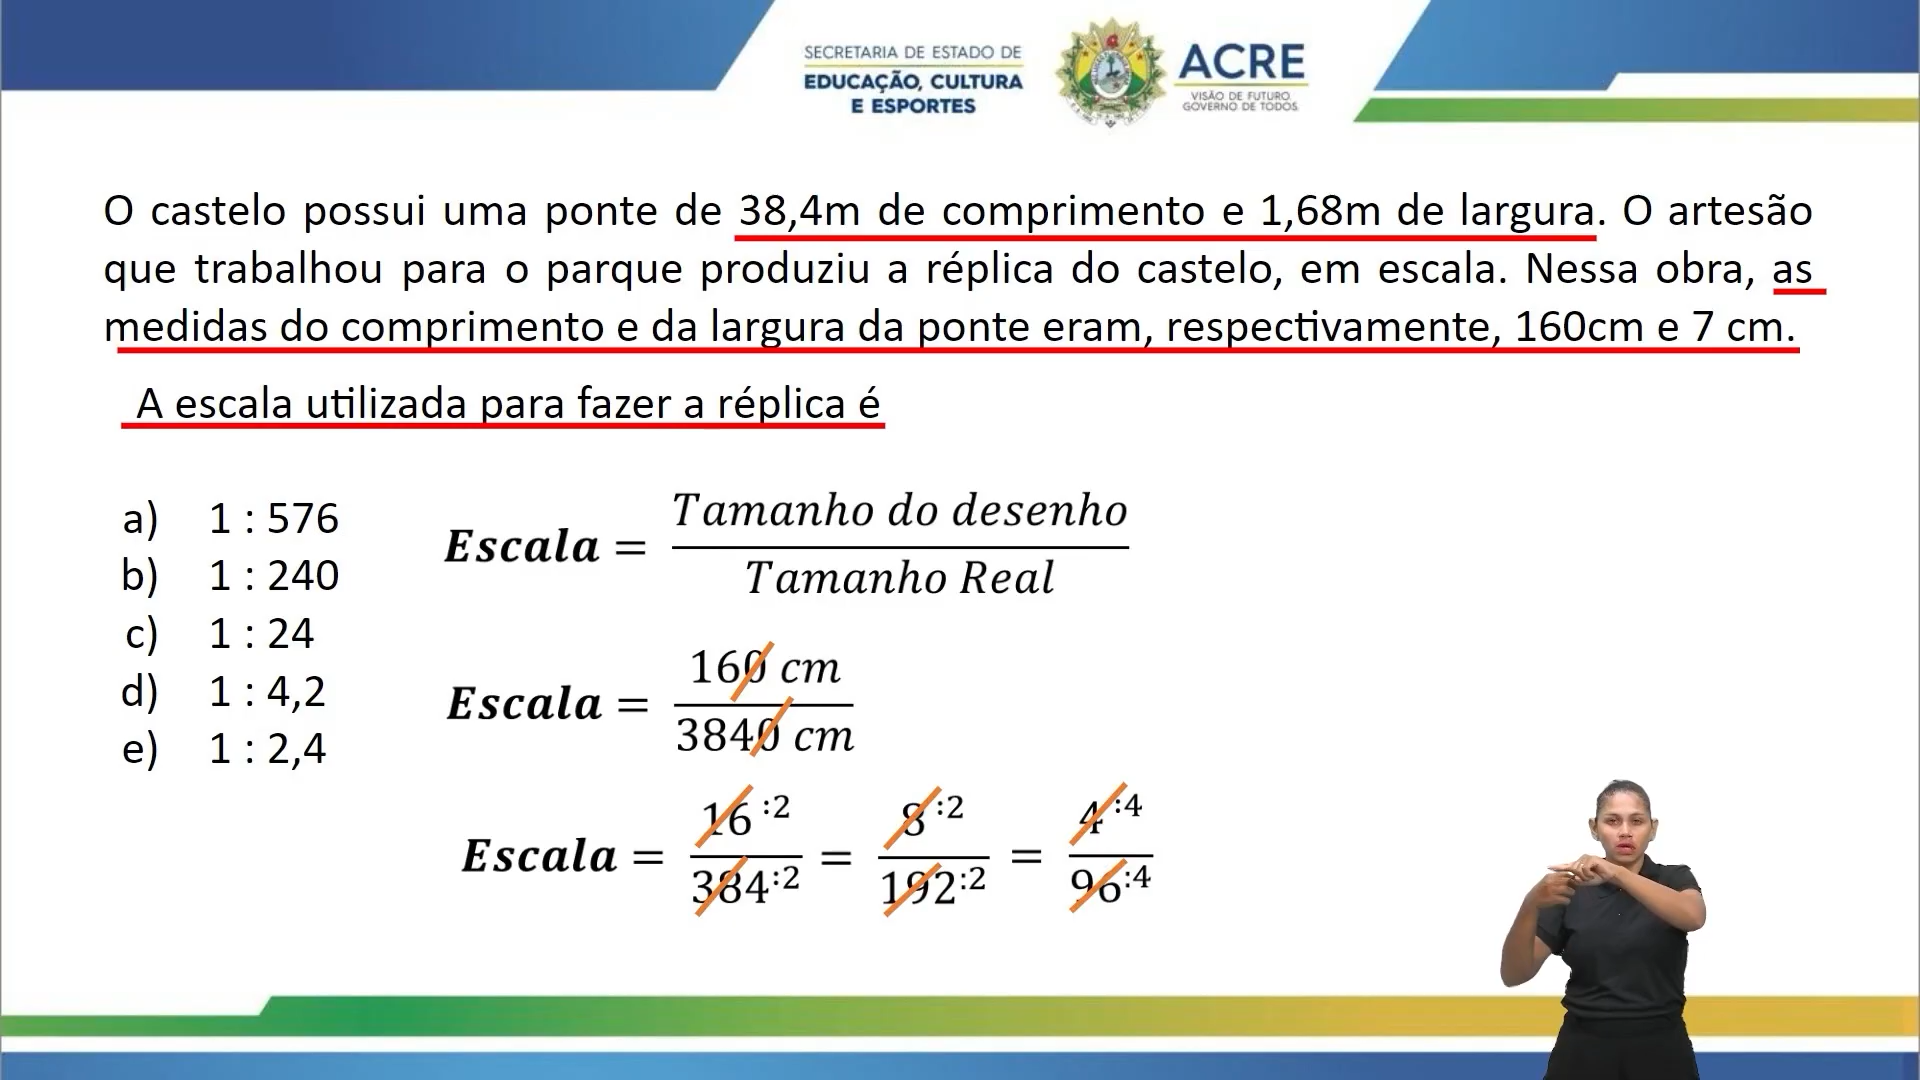 SECRETARIA DE ESTADO DE
EDUCAÇÃO, CULTURA
E ESPORTES
ACRE
VISÃO DE FUTURO.
GOVERNO DE TODOS.
O castelo possui uma ponte de 38,4m de comprimento e 1,68m de largura. O artesão
que trabalhou para o parque produziu a réplica do castelo, em escala. Nessa obra, as
medidas do comprimento e da largura da ponte eram, respectivamente, 160cm e 7 cm.
A escala utilizada para fazer a réplica é
a) 1 : 576
b) 1 : 240
c) 1 : 24
d) 1 : 4,2
e) 1 : 2,4
Escala = Tamanho do desenho / Tamanho Real
Escala = 160 cm / 3840 cm
Escala = 16 :2 / 384 :2 = 8 :2 / 192 :2 = 4 :4 / 96 :4